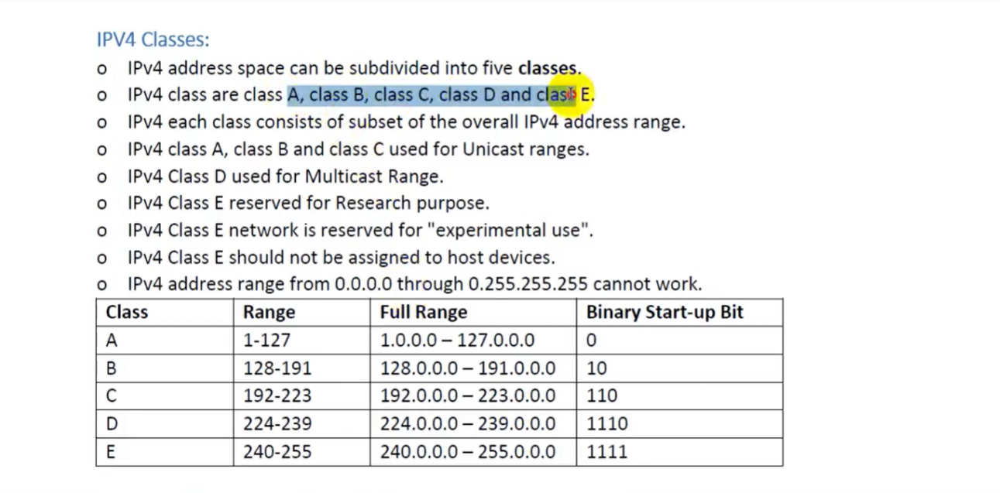 IPV4 Classes:
o IPv4 address space can be subdivided into five classes.
o IPv4 class are class A, class B, class C, class D and class E.
o IPv4 each class consists of subset of the overall IPv4 address range.
o IPv4 class A, class B and class C used for Unicast ranges.
o IPv4 Class D used for Multicast Range.
o IPv4 Class E reserved for Research purpose.
o IPv4 Class E network is reserved for "experimental use".
o IPv4 Class E should not be assigned to host devices.
o IPv4 address range from 0.0.0.0 through 0.255.255.255 cannot work.
Class Range Full Range Binary Start-up Bit
A 1-127 1.0.0.0 – 127.0.0.0 0
B 128-191 128.0.0.0 – 191.0.0.0 10
C 192-223 192.0.0.0 – 223.0.0.0 110
D 224-239 224.0.0.0 – 239.0.0.0 1110
E 240-255 240.0.0.0 – 255.0.0.0 1111